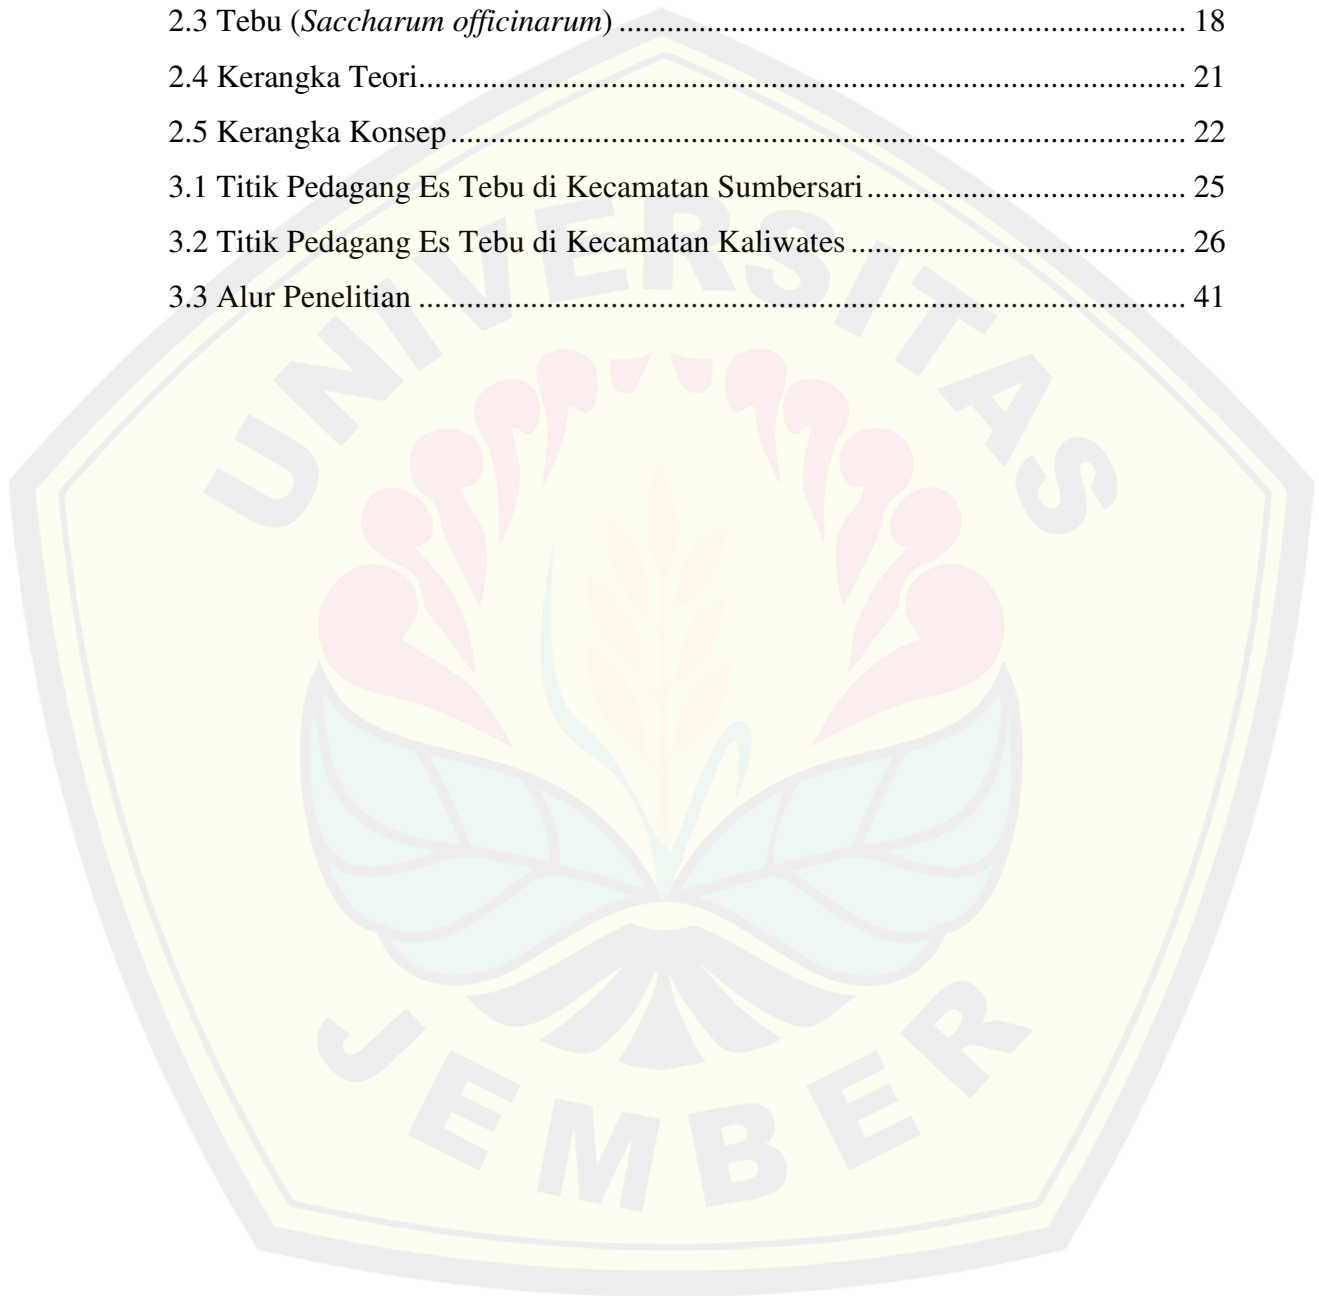 2.3 Tebu (Saccharum officinarum) ........................................................................ 18
2.4 Kerangka Teori................................................................................................. 21
2.5 Kerangka Konsep ............................................................................................. 22
3.1 Titik Pedagang Es Tebu di Kecamatan Sumbersari ......................................... 25
3.2 Titik Pedagang Es Tebu di Kecamatan Kaliwates ........................................... 26
3.3 Alur Penelitian ................................................................................................. 41
UNIVERSITAS
JEMBER